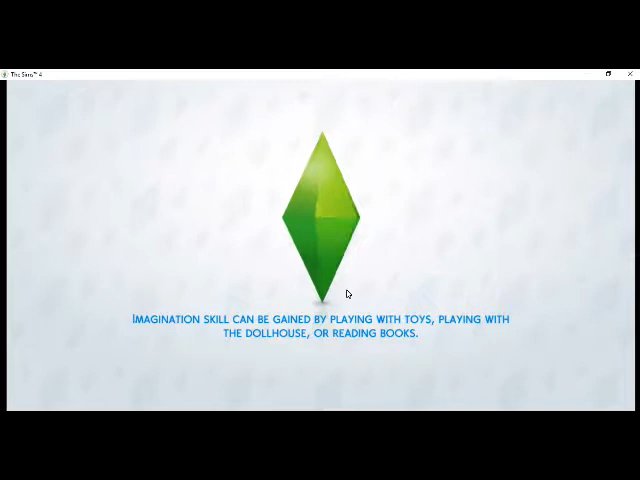 The Sims™ 4
IMAGINATION SKILL CAN BE GAINED BY PLAYING WITH TOYS, PLAYING WITH
THE DOLLHOUSE, OR READING BOOKS.